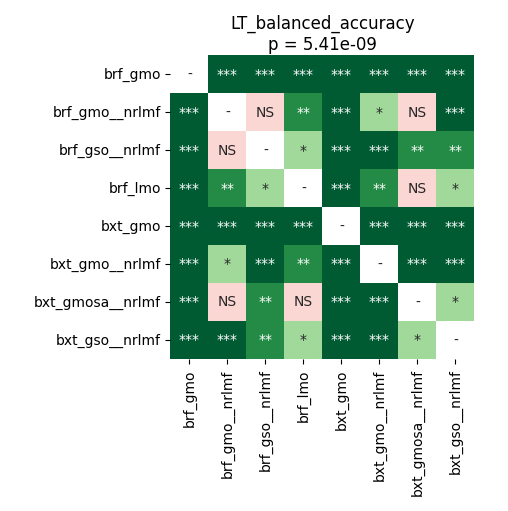 LT_balanced_accuracy
p = 5.41e-09
brf_gmo - *** *** *** *** *** *** ***
brf_gmo__nrlmf *** - NS ** *** * NS ***
brf_gso__nrlmf *** NS - * *** *** ** **
brf_lmo *** ** * - *** ** NS *
bxt_gmo *** *** *** *** - *** *** ***
bxt_gmo__nrlmf *** * *** ** *** - *** ***
bxt_gmosa__nrlmf *** NS ** NS *** *** - *
bxt_gso__nrlmf *** *** ** * *** *** * -
brf_gmo
brf_gmo__nrlmf
brf_gso__nrlmf
brf_lmo
bxt_gmo
bxt_gmo__nrlmf
bxt_gmosa__nrlmf
bxt_gso__nrlmf